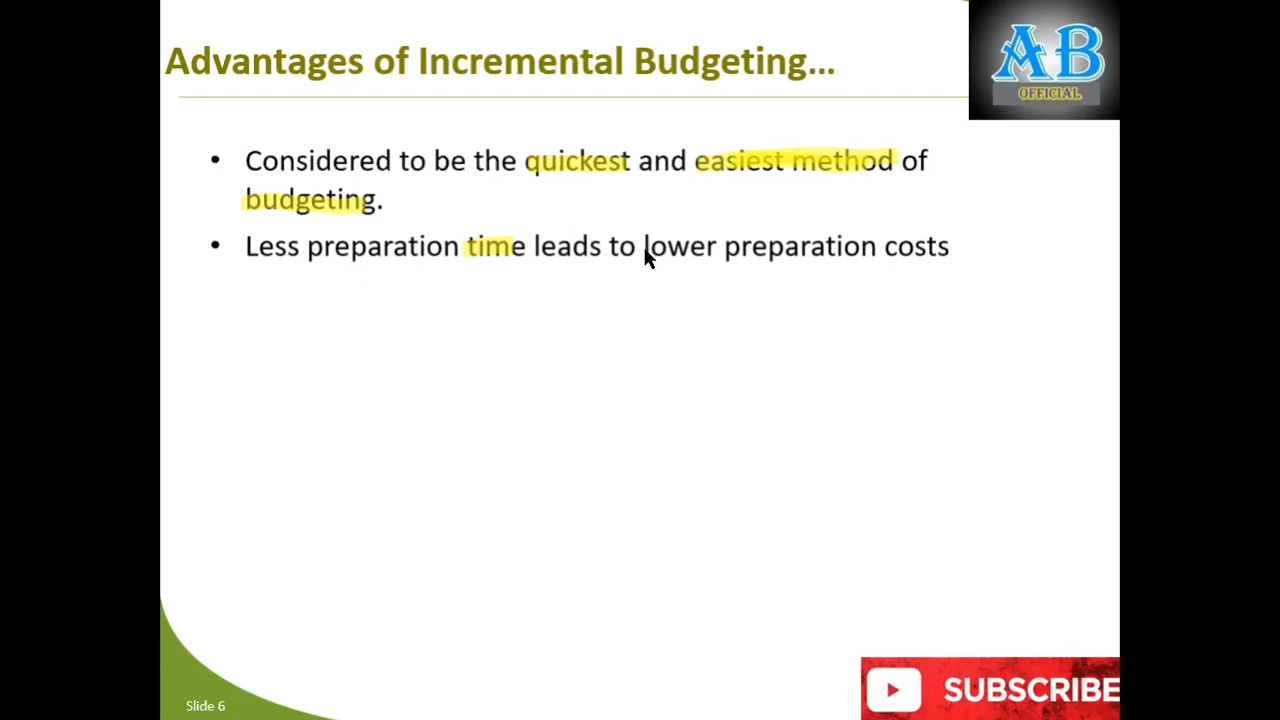 Advantages of Incremental Budgeting...
AB
OFFICIAL
• Considered to be the quickest and easiest method of
budgeting.
• Less preparation time leads to lower preparation costs
Slide 6
SUBSCRIBE